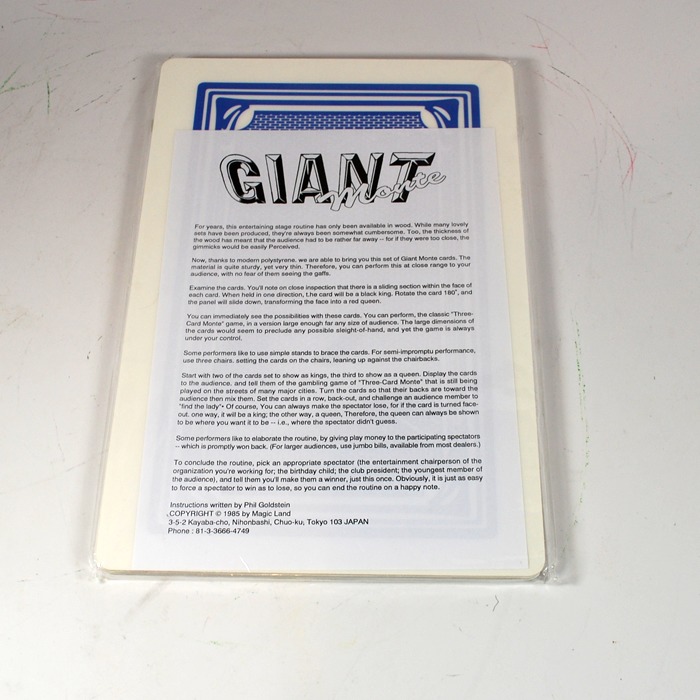 GIANT
Monte
For years, this entertaining stage routine has only been available in wood. While many lovely
sets have been produced, they're always been somewhat cumbersome. Too, the thickness of
the wood has meant that the audience had to be rather far away -- for if they were too close, the
gimmicks would be easily Perceived.
Now, thanks to modern polystyrene, we are able to bring you this set of Giant Monte cards. The
material is quite sturdy, yet very thin. Therefore, you can perform this at close range to your
audience, with no fear of them seeing the gaffs.
Examine the cards. You'll note on close inspection that there is a sliding section within the face of
each card. When held in one direction, the card will be a black king. Rotate the card 180°, and
the panel will slide down, transforming the face into a red queen.
You can immediately see the possibilities with these cards. You can perform, the classic "Three-
Card Monte" game, in a version large enough for any size of audience. The large dimensions of
the cards would seem to preclude any possible sleight-of-hand, and yet the game is always
under your control.
Some performers like to use simple stands to brace the cards. For semi-impromptu performance,
use three chairs, setting the cards on the chairs, leaning up against the chairbacks.
Start with two of the cards set to show as kings, the third to show as a queen. Display the cards
to the audience, and tell them of the gambling game of "Three-Card Monte" that is still being
played on the streets of many major cities. Turn the cards so that their backs are toward the
audience then mix them. Set the cards in a row, back-out, and challenge an audience member to
"find the lady". Of course, You can always make the spectator lose, for if the card is turned face-
out, one way, it will be a king; the other way, a queen, Therefore, the queen can always be shown
to be where you want it to be -- i.e., where the spectator didn't guess.
Some performers like to elaborate the routine, by giving play money to the participating spectators
-- which is promptly won back. (For larger audiences, use jumbo bills, available from most dealers.)
To conclude the routine, pick an appropriate spectator (the entertainment chairperson of the
organization you're working for; the birthday child; the club president; the youngest member of
the audience), and tell them you'll make them a winner, just this once. Obviously, it is just as easy
to force a spectator to win as to lose, so you can end the routine on a happy note.
Instructions written by Phil Goldstein
COPYRIGHT © 1985 by Magic Land
3-5-2 Kayaba-cho, Nihonbashi, Chuo-ku, Tokyo 103 JAPAN
Phone : 81-3-3666-4749